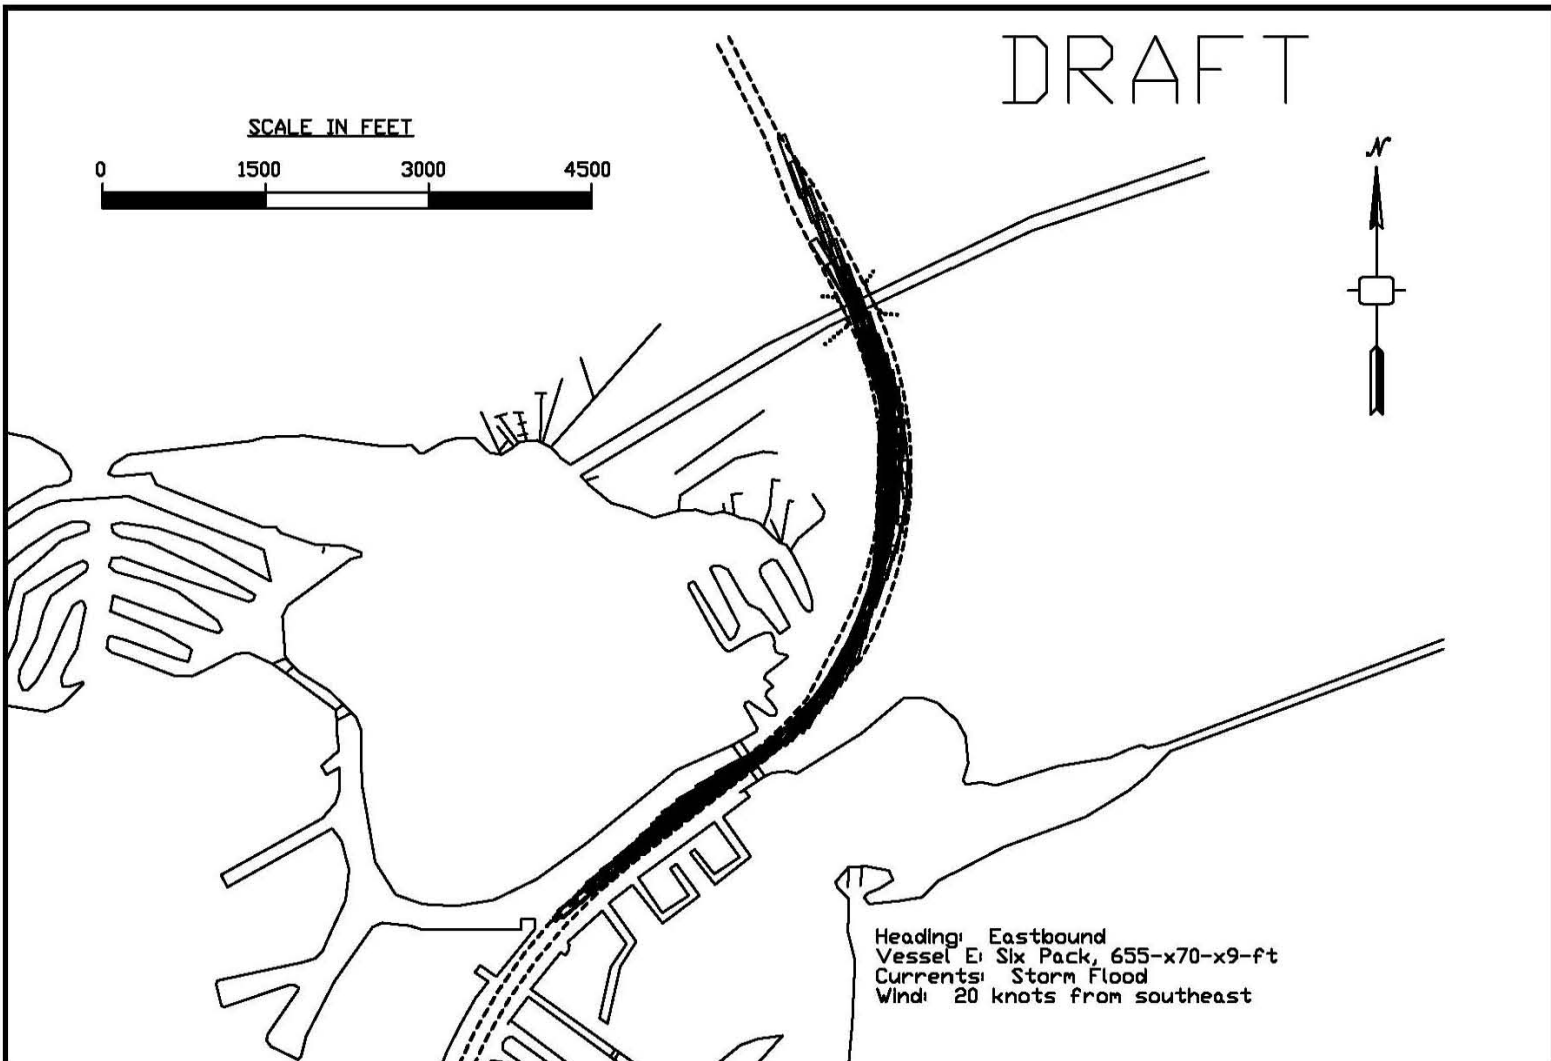 DRAFT
SCALE IN FEET
0 1500 3000 4500
N
Heading: Eastbound
Vessel E: Six Pack, 655-x70-x9-ft
Currents: Storm Flood
Wind: 20 knots from southeast